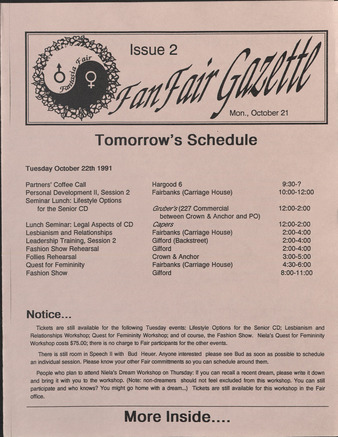 Fantasia Fair
Issue 2
FanFair Gazette
Mon., October 21
Tomorrow's Schedule
Tuesday October 22th 1991
Partners' Coffee Call Hargood 6 9:30-?
Personal Development II, Session 2 Fairbanks (Carriage House) 10:00-12:00
Seminar Lunch: Lifestyle Options
for the Senior CD Gruber's (227 Commercial 12:00-2:00
between Crown & Anchor and PO)
Lunch Seminar: Legal Aspects of CD Capers 12:00-2:00
Lesbianism and Relationships Fairbanks (Carriage House) 2:00-4:00
Leadership Training, Session 2 Gifford (Backstreet) 2:00-4:00
Fashion Show Rehearsal Gifford 2:00-4:00
Follies Rehearsal Crown & Anchor 3:00-5:00
Quest for Femininity Fairbanks (Carriage House) 4:30-6:00
Fashion Show Gifford 8:00-11:00
Notice...
Tickets are still available for the following Tuesday events; Lifestyle Options for the Senior CD; Lesbianism and
Relationships Workshop; Quest for Femininity Workshop; and of course, the Fashion Show. Niela's Quest for Femininity
Workshop costs $75.00; there is no charge to Fair participants for the other events.
There is still room in Speech II with Bud Heuer. Anyone interested please see Bud as soon as possible to schedule
an individual session. Please know your other Fair commitments so you can schedule around them.
People who plan to attend Niela's Dream Workshop on Thursday: If you can recall a recent dream, please write it down
and bring it with you to the workshop. (Note: non-dreamers should not feel excluded from this workshop. You can still
participate and who knows? You might go home with a dream...) Tickets are still available for this workshop in the Fair
office.
More Inside....